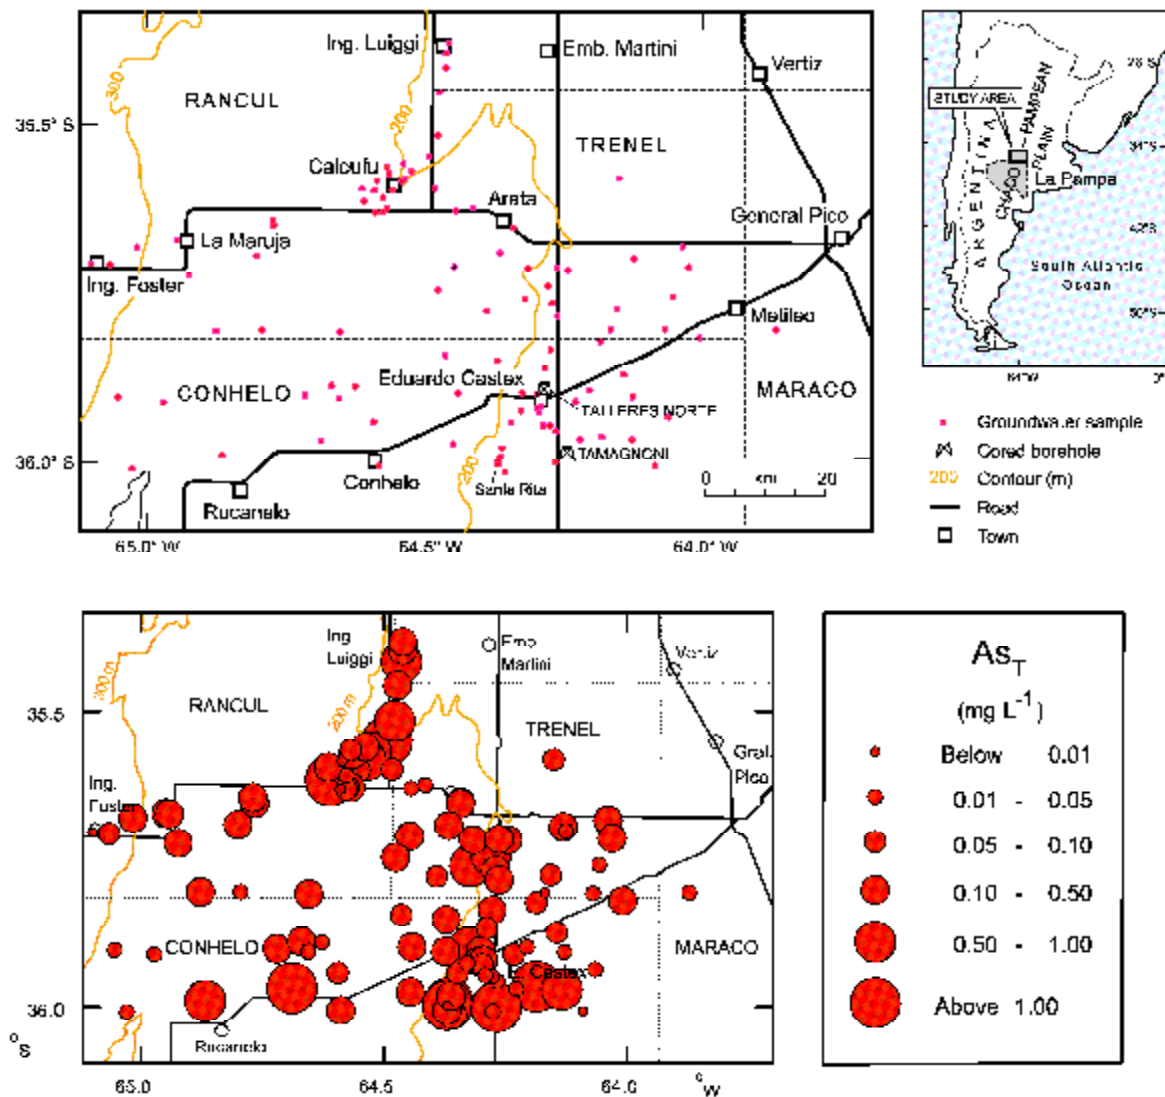 Ing. Luiggi
Emb. Martini
Vertiz
300
RANCUL
200
35.5° S
TRENEL
Calcufu
Arata
General Pico
La Maruja
Ing. Foster
Metileo
Eduardo Castex
CONHELO
MARACO
TALLERES NORTE
36.0° S
TAMAGNONI
Conhelo
Santa Rita
200
0 km 20
Rucanelo
65.0° W 64.5° W 64.0° W
STUDY AREA
ARGENTINA
CHACO - PAMPEAN
PLAIN
34°S
La Pampa
42°S
South Atlantic
Ocean
50°S
Groundwater sample
Cored borehole
200 Contour (m)
Road
Town
Ing.
Luiggi
Emb.
Martini
Vertiz
300 m
RANCUL
200 m
35.5
TRENEL
Gral.
Pico
Ing.
Foster
CONHELO
MARACO
E. Castex
36.0
°S
Rucanelo
65.0 64.5 64.0 °W
As T
(mg L-1)
Below 0.01
0.01 - 0.05
0.05 - 0.10
0.10 - 0.50
0.50 - 1.00
Above 1.00